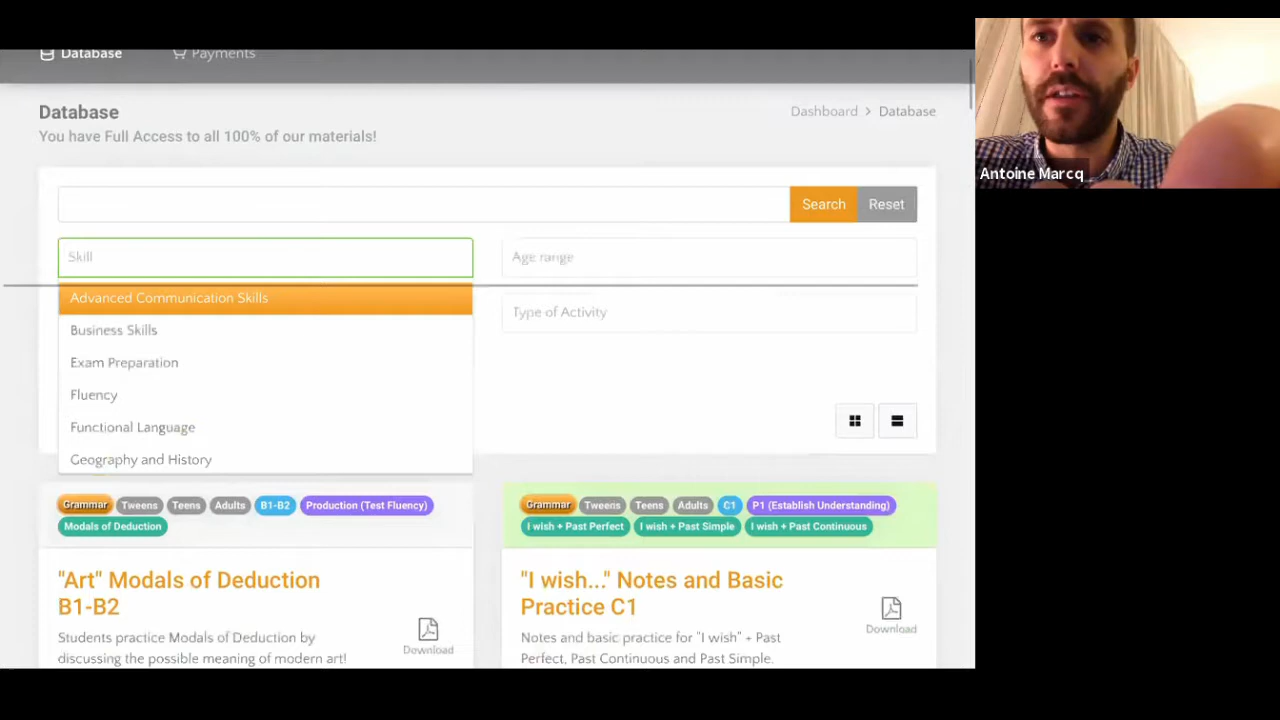 Database
Payments
Database
Dashboard > Database
You have Full Access to all 100% of our materials!
Antoine Marcq
Search
Reset
Skill
Age range
Advanced Communication Skills
Type of Activity
Business Skills
Exam Preparation
Fluency
Functional Language
Geography and History
Grammar Tweens Teens Adults B1-B2 Production (Test Fluency)
Modals of Deduction
"Art" Modals of Deduction
B1-B2
Download
Students practice Modals of Deduction by
discussing the possible meaning of modern art!
Grammar Tweens Teens Adults C1 P1 (Establish Understanding)
I wish + Past Perfect I wish + Past Simple I wish + Past Continuous
"I wish..." Notes and Basic
Practice C1
Download
Notes and basic practice for "I wish" + Past
Perfect, Past Continuous and Past Simple.